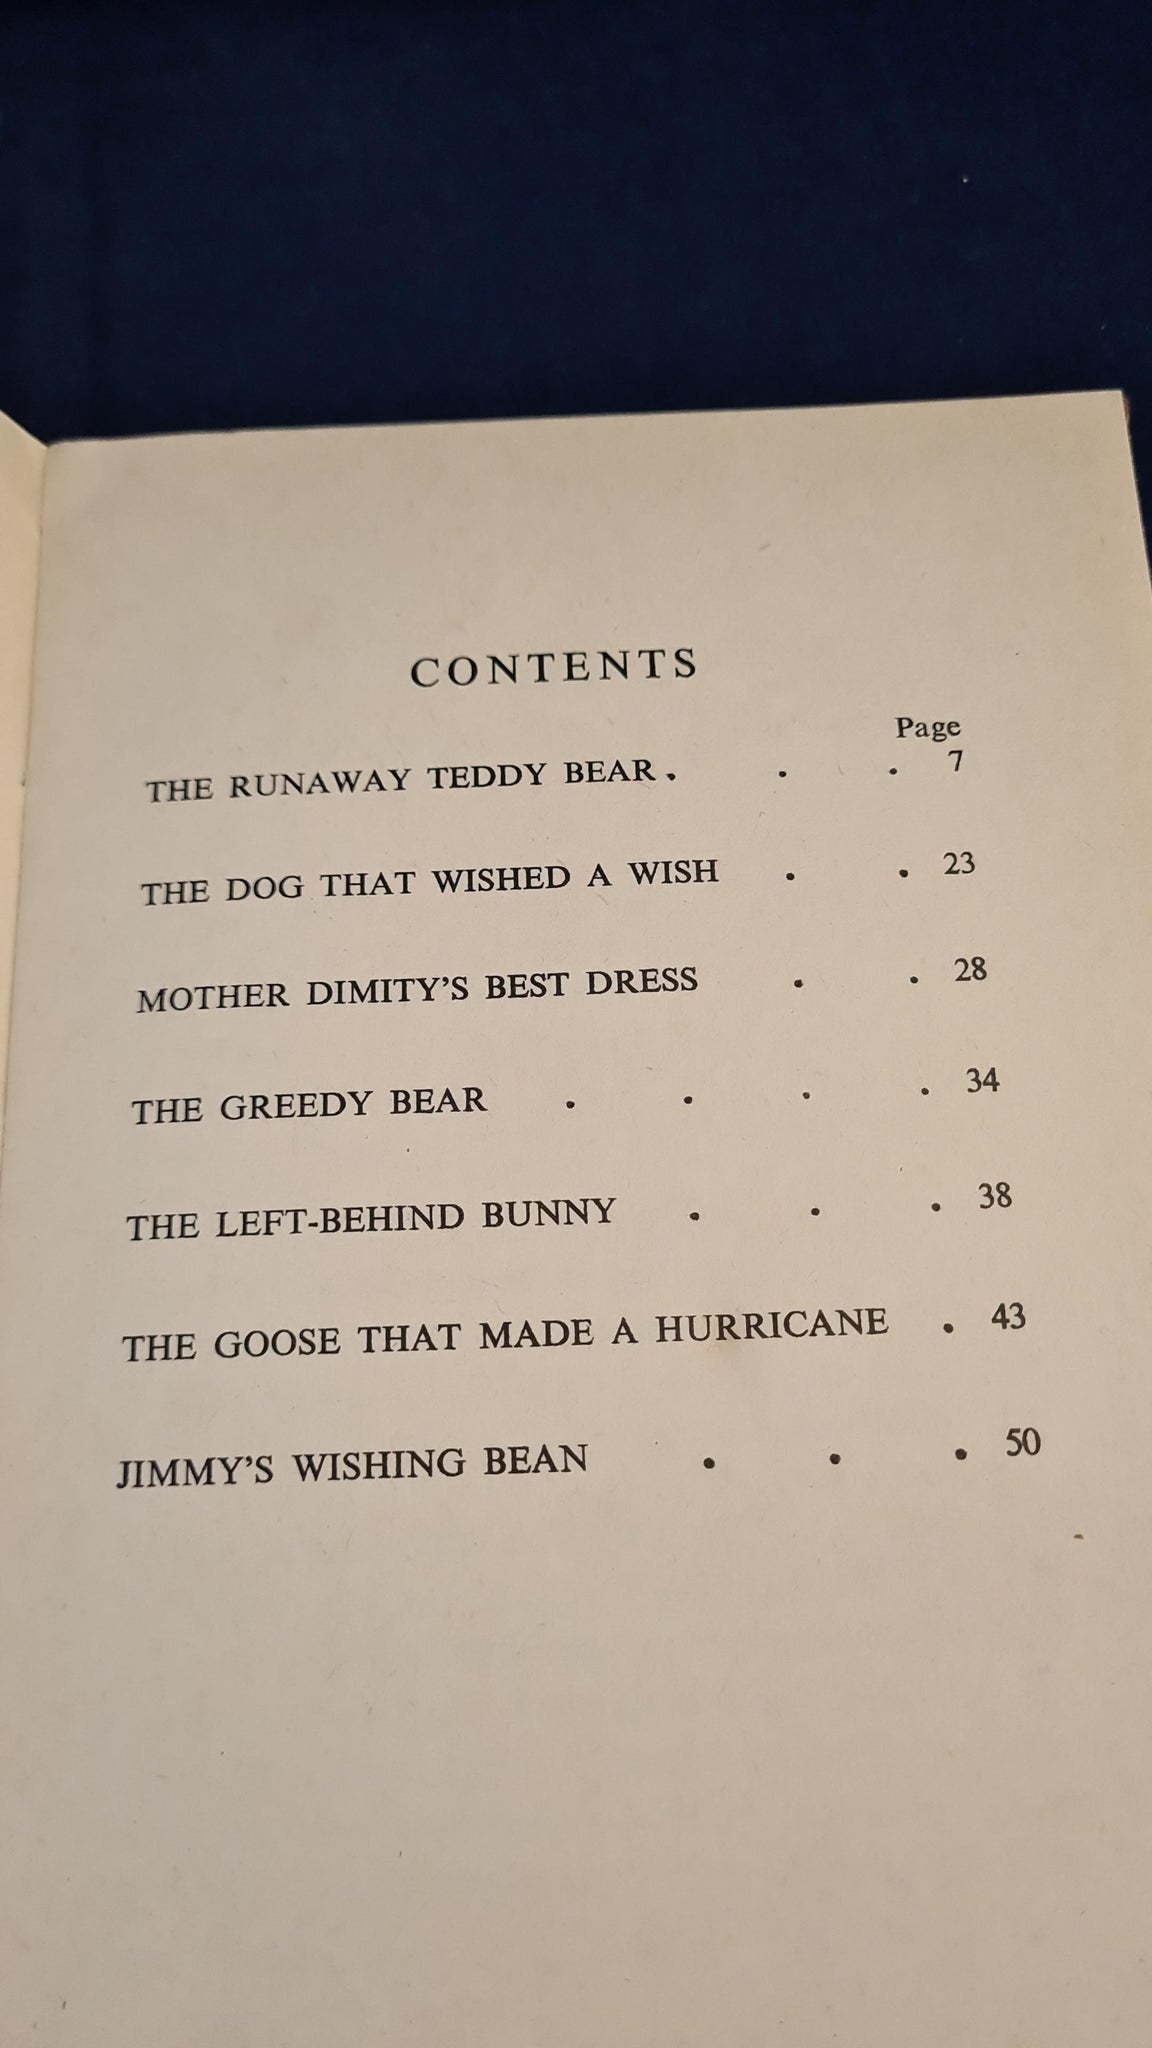 CONTENTS
Page
THE RUNAWAY TEDDY BEAR . . . 7
THE DOG THAT WISHED A WISH . . 23
MOTHER DIMITY'S BEST DRESS . . 28
THE GREEDY BEAR . . . . 34
THE LEFT-BEHIND BUNNY . . . 38
THE GOOSE THAT MADE A HURRICANE . 43
JIMMY'S WISHING BEAN . . . 50